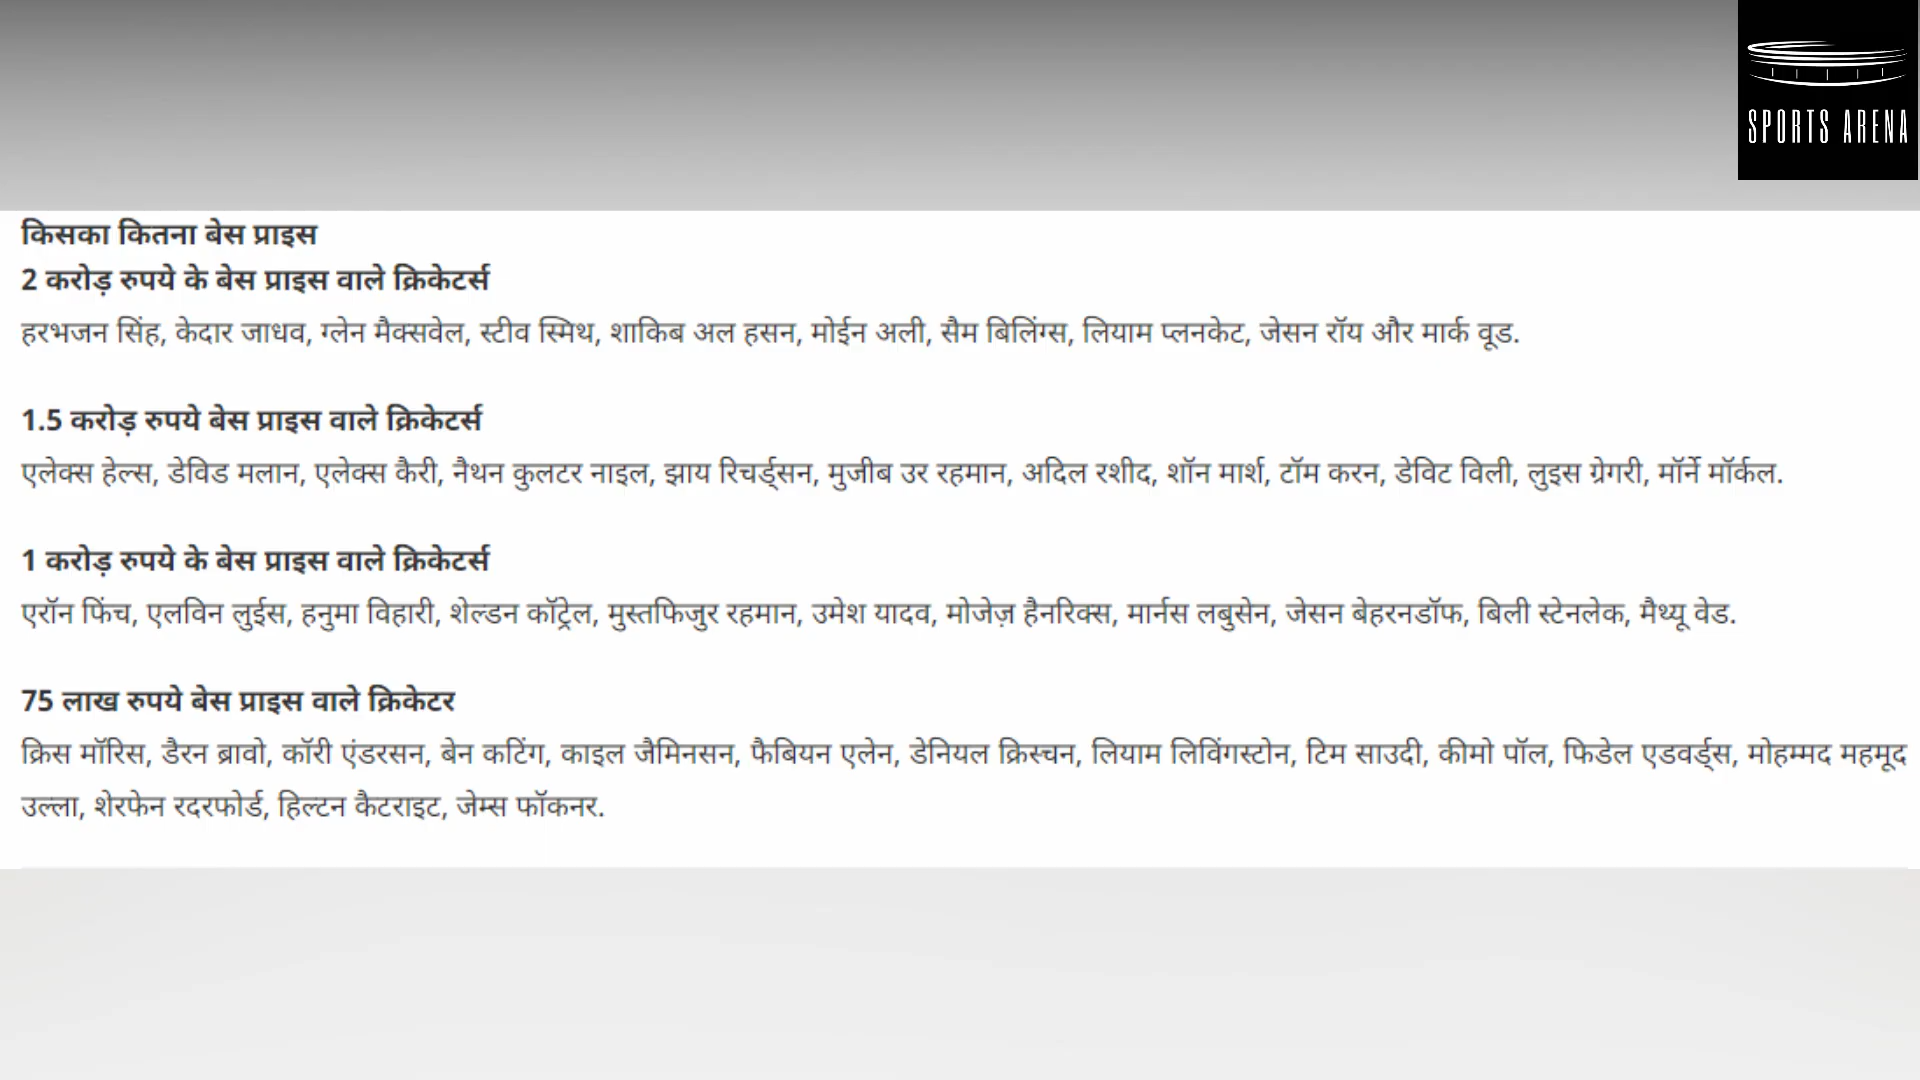 SPORTS ARENA
किसका कितना बेस प्राइस
2 करोड़ रुपये के बेस प्राइस वाले क्रिकेटर्स
हरभजन सिंह, केदार जाधव, ग्लेन मैक्सवेल, स्टीव स्मिथ, शाकिब अल हसन, मोईन अली, सैम बिलिंग्स, लियाम प्लनकेट, जेसन रॉय और मार्क वूड.
1.5 करोड़ रुपये बेस प्राइस वाले क्रिकेटर्स
एलेक्स हेल्स, डेविड मलान, एलेक्स कैरी, नैथन कुलटर नाइल, झाय रिचर्ड्सन, मुजीब उर रहमान, अदिल रशीद, शॉन मार्श, टॉम करन, डेविट विली, लुइस ग्रेगरी, मॉर्ने मॉर्कल.
1 करोड़ रुपये के बेस प्राइस वाले क्रिकेटर्स
एरॉन फिंच, एलविन लुईस, हनुमा विहारी, शेल्डन कॉट्रेल, मुस्तफिजुर रहमान, उमेश यादव, मोजेज़ हैनरिक्स, मार्नस लबुसेन, जेसन बेहरनडॉफ, बिली स्टेनलेक, मैथ्यू वेड.
75 लाख रुपये बेस प्राइस वाले क्रिकेटर
क्रिस मॉरिस, डैरन ब्रावो, कॉरी एंडरसन, बेन कटिंग, काइल जैमिनसन, फैबियन एलेन, डेनियल क्रिस्चन, लियाम लिविंगस्टोन, टिम साउदी, कीमो पॉल, फिडेल एडवर्ड्स, मोहम्मद महमूद
उल्ला, शेरफेन रदरफोर्ड, हिल्टन कैटराइट, जेम्स फॉकनर.